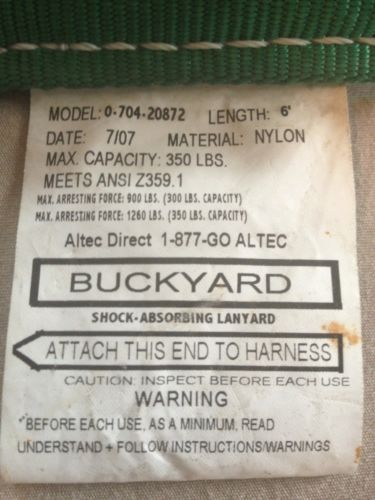 MODEL: 0-704-20872 LENGTH: 6'
DATE: 7/07 MATERIAL: NYLON
MAX. CAPACITY: 350 LBS.
MEETS ANSI Z359.1
MAX. ARRESTING FORCE: 900 LBS. (300 LBS. CAPACITY)
MAX. ARRESTING FORCE: 1260 LBS. (350 LBS. CAPACITY)
Altec Direct 1-877-GO ALTEC
BUCKYARD
SHOCK-ABSORBING LANYARD
ATTACH THIS END TO HARNESS
CAUTION: INSPECT BEFORE EACH USE
WARNING
BEFORE EACH USE, AS A MINIMUM, READ
UNDERSTAND + FOLLOW INSTRUCTIONS/WARNINGS